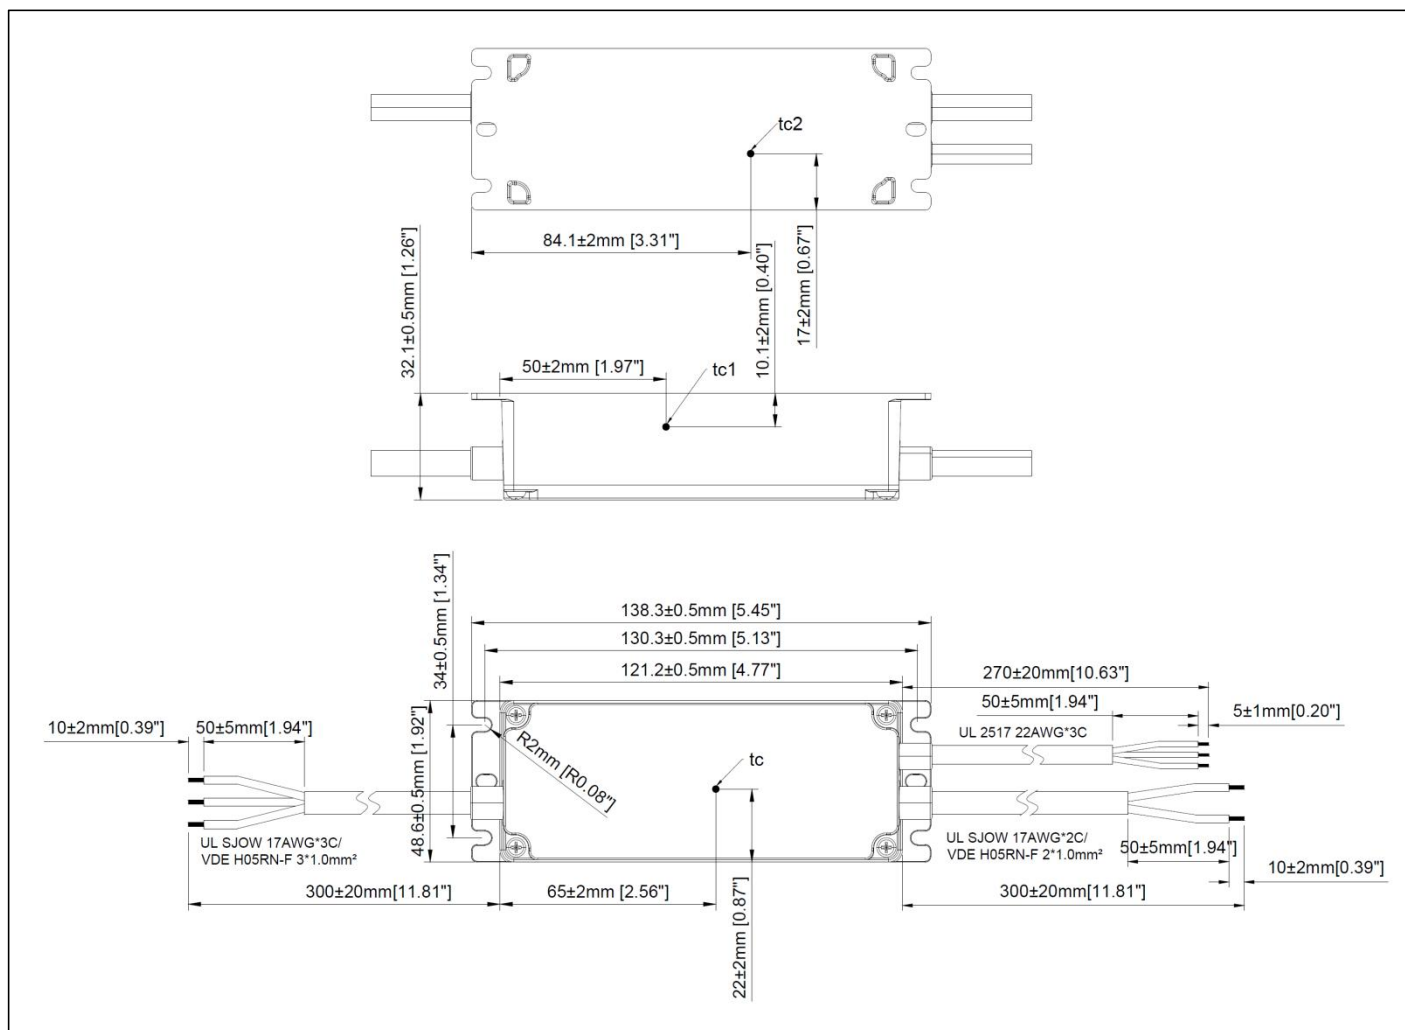 tc2
84.1±2mm [3.31"]
17±2mm [0.67"]
10.1±2mm [0.40"]
32.1±0.5mm [1.26"]
50±2mm [1.97"]
tc1
34±0.5mm [1.34"]
138.3±0.5mm [5.45"]
130.3±0.5mm [5.13"]
121.2±0.5mm [4.77"]
270±20mm[10.63"]
50±5mm[1.94"]
5±1mm[0.20"]
10±2mm[0.39"]
50±5mm[1.94"]
48.6±0.5mm [1.92"]
R2mm [R0.08"]
tc
UL 2517 22AWG*3C
UL SJOW 17AWG*3C/
VDE H05RN-F 3*1.0mm²
UL SJOW 17AWG*2C/
VDE H05RN-F 2*1.0mm²
50±5mm[1.94"]
10±2mm[0.39"]
300±20mm[11.81"]
65±2mm [2.56"]
22±2mm [0.87"]
300±20mm[11.81"]